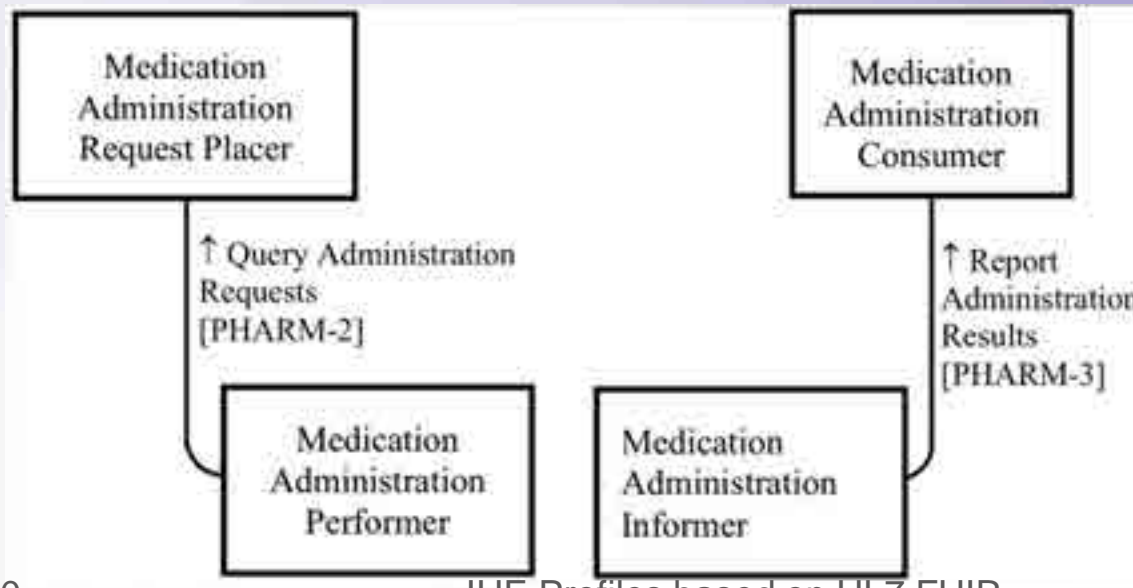 Medication
Administration
Request Placer
Medication
Administration
Consumer
↑ Query Administration
Requests
[PHARM-2]
↑ Report
Administration
Results
[PHARM-3]
Medication
Administration
Performer
Medication
Administration
Informer
IHE Profiles based on HL7 FHIR